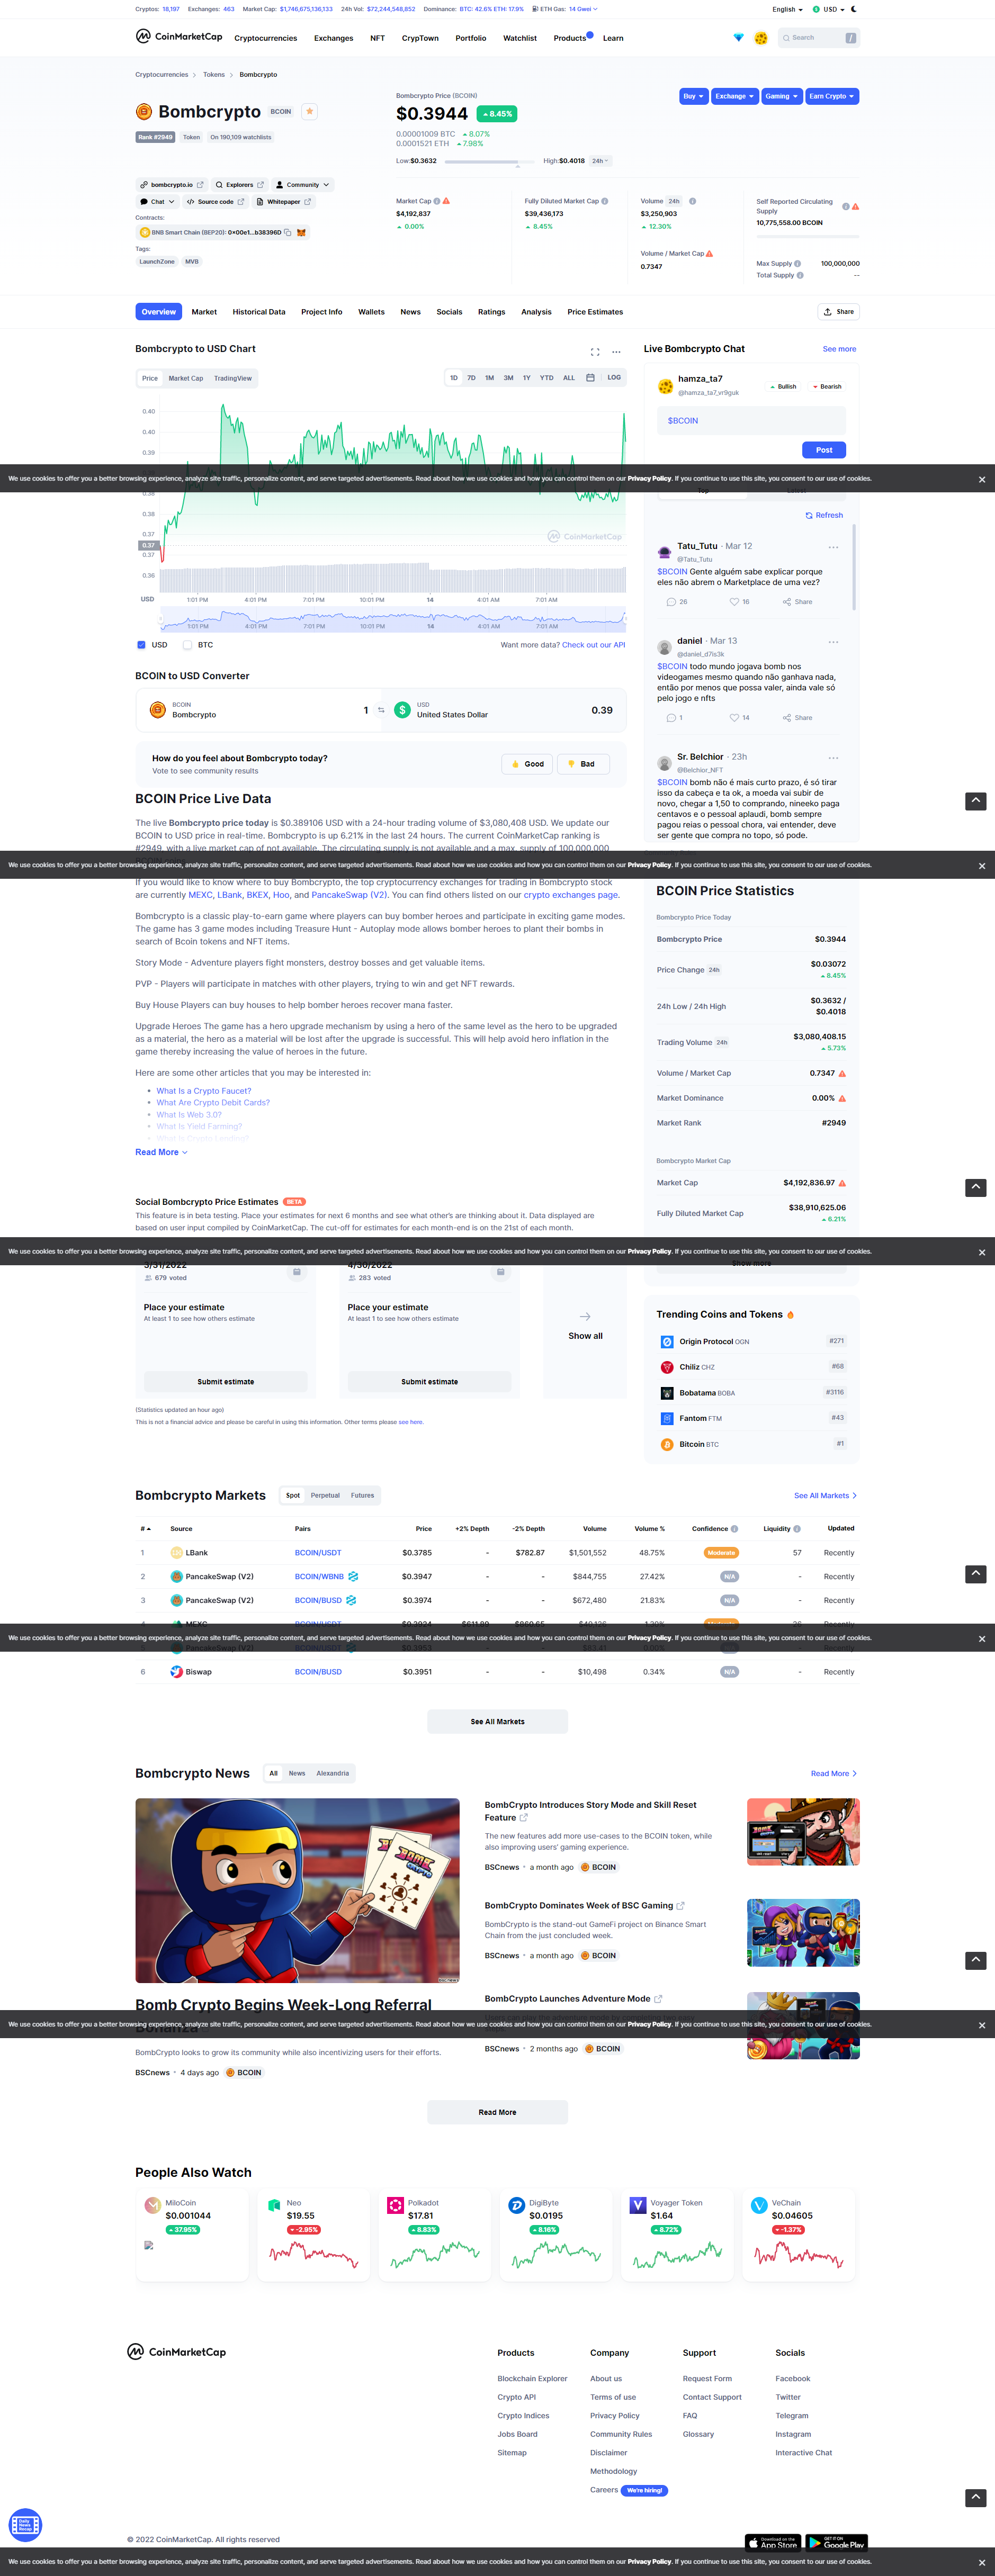 Cryptos: 18,197 Exchanges: 463 Market Cap: $1,746,675,136,133 24h Vol: $72,244,548,852 Dominance: BTC: 42.6% ETH: 17.9% ETH Gas: 14 Gwei
English USD
CoinMarketCap Cryptocurrencies Exchanges NFT CrypTown Portfolio Watchlist Products Learn Search /
Cryptocurrencies Tokens Bombcrypto
Bombcrypto BCOIN
Rank #2949 Token On 190,109 watchlists
bombcrypto.io Explorers Community
Chat Source code Whitepaper
Contracts:
BNB Smart Chain (BEP20): 0x00e1...b38396D
Tags:
LaunchZone MVB
Bombcrypto Price (BCOIN)
$0.3944 8.45%
0.00001009 BTC 8.07%
0.0001521 ETH 7.98%
Low:$0.3632 High:$0.4018 24h
Buy Exchange Gaming Earn Crypto
Market Cap
$4,192,837
0.00%
Fully Diluted Market Cap
$39,436,173
8.45%
Volume 24h
$3,250,903
12.30%
Volume / Market Cap
0.7347
Self Reported Circulating
Supply
10,775,558.00 BCOIN
Max Supply 100,000,000
Total Supply --
Overview Market Historical Data Project Info Wallets News Socials Ratings Analysis Price Estimates Share
Bombcrypto to USD Chart
Price Market Cap TradingView 1D 7D 1M 3M 1Y YTD ALL LOG
0.40
0.40
0.39
0.38
0.38
0.37
0.37
0.37
0.36
CoinMarketCap
USD 1:01 PM 4:01 PM 7:01 PM 10:01 PM 14 4:01 AM 7:01 AM
1:01 PM 4:01 PM 7:01 PM 10:01 PM 14 4:01 AM 7:01 AM
USD BTC Want more data? Check out our API
Live Bombcrypto Chat See more
hamza_ta7
@hamza_ta7_vr9guk
Bullish Bearish
$BCOIN
Post
We use cookies to offer you a better browsing experience, analyze site traffic, personalize content, and serve targeted advertisements. Read about how we use cookies and how you can control them on our Privacy Policy. If you continue to use this site, you consent to our use of cookies.
Top Latest
Refresh
Tatu_Tutu · Mar 12
@Tatu_Tutu
$BCOIN Gente alguém sabe explicar porque
eles não abrem o Marketplace de uma vez?
26 16 Share
daniel · Mar 13
@daniel_d7is3k
$BCOIN todo mundo jogava bomb nos
videogames mesmo quando não ganhava nada,
então por menos que possa valer, ainda vale só
pelo jogo e nfts
1 14 Share
Sr. Belchior · 23h
@Belchior_NFT
$BCOIN bomb não é mais curto prazo, é só tirar
isso da cabeça e ta ok, a moeda vai subir de
novo, chegar a 1,50 to comprando, nineeko paga
centavos e o pessoal aplaudi, bomb sempre
pagou reias o pessoal chora, vai entender, deve
ser gente que compra no topo, só pode.
BCOIN to USD Converter
BCOIN
Bombcrypto 1
USD
United States Dollar 0.39
How do you feel about Bombcrypto today?
Vote to see community results
Good Bad
BCOIN Price Live Data
The live Bombcrypto price today is $0.389106 USD with a 24-hour trading volume of $3,080,408 USD. We update our
BCOIN to USD price in real-time. Bombcrypto is up 6.21% in the last 24 hours. The current CoinMarketCap ranking is
#2949, with a live market cap of not available. The circulating supply is not available and a max. supply of 100,000,000
We use cookies to offer you a better browsing experience, analyze site traffic, personalize content, and serve targeted advertisements. Read about how we use cookies and how you can control them on our Privacy Policy. If you continue to use this site, you consent to our use of cookies.
If you would like to know where to buy Bombcrypto, the top cryptocurrency exchanges for trading in Bombcrypto stock
are currently MEXC, LBank, BKEX, Hoo, and PancakeSwap (V2). You can find others listed on our crypto exchanges page.
Bombcrypto is a classic play-to-earn game where players can buy bomber heroes and participate in exciting game modes.
The game has 3 game modes including Treasure Hunt - Autoplay mode allows bomber heroes to plant their bombs in
search of Bcoin tokens and NFT items.
Story Mode - Adventure players fight monsters, destroy bosses and get valuable items.
PVP - Players will participate in matches with other players, trying to win and get NFT rewards.
Buy House Players can buy houses to help bomber heroes recover mana faster.
Upgrade Heroes The game has a hero upgrade mechanism by using a hero of the same level as the hero to be upgraded
as a material, the hero as a material will be lost after the upgrade is successful. This will help avoid hero inflation in the
game thereby increasing the value of heroes in the future.
Here are some other articles that you may be interested in:
What Is a Crypto Faucet?
What Are Crypto Debit Cards?
What Is Web 3.0?
What Is Yield Farming?
What Is Crypto Lending?
Read More
BCOIN Price Statistics
Bombcrypto Price Today
Bombcrypto Price $0.3944
Price Change 24h $0.03072
8.45%
24h Low / 24h High $0.3632 /
$0.4018
Trading Volume 24h $3,080,408.15
5.73%
Volume / Market Cap 0.7347
Market Dominance 0.00%
Market Rank #2949
Bombcrypto Market Cap
Market Cap $4,192,836.97
Fully Diluted Market Cap $38,910,625.06
6.21%
Social Bombcrypto Price Estimates BETA
This feature is in beta testing. Place your estimates for next 6 months and see what other's are thinking about it. Data displayed are
based on user input compiled by CoinMarketCap. The cut-off for estimates for each month-end is on the 21st of each month.
We use cookies to offer you a better browsing experience, analyze site traffic, personalize content, and serve targeted advertisements. Read about how we use cookies and how you can control them on our Privacy Policy. If you continue to use this site, you consent to our use of cookies.
Show more
3/31/2022 4/30/2022
679 voted 283 voted
Place your estimate Place your estimate
At least 1 to see how others estimate At least 1 to see how others estimate
Show all
Submit estimate Submit estimate
(Statistics updated an hour ago)
This is not a financial advice and please be careful in using this information. Other terms please see here.
Trending Coins and Tokens
Origin Protocol OGN #271
Chiliz CHZ #68
Bobatama BOBA #3116
Fantom FTM #43
Bitcoin BTC #1
Bombcrypto Markets Spot Perpetual Futures See All Markets
# Source Pairs Price +2% Depth -2% Depth Volume Volume % Confidence Liquidity Updated
1 LBank BCOIN/USDT $0.3785 - $782.87 $1,501,552 48.75% Moderate 57 Recently
2 PancakeSwap (V2) BCOIN/WBNB $0.3947 - - $844,755 27.42% N/A - Recently
3 PancakeSwap (V2) BCOIN/BUSD $0.3974 - - $672,480 21.83% N/A - Recently
4 MEXC BCOIN/USDT
We use cookies to offer you a better browsing experience, analyze site traffic, personalize content, and serve targeted advertisements. Read about how we use cookies and how you can control them on our Privacy Policy. If you continue to use this site, you consent to our use of cookies.
6 Biswap BCOIN/BUSD $0.3951 - - $10,498 0.34% N/A - Recently
See All Markets
Bombcrypto News All News Alexandria Read More
BombCrypto Introduces Story Mode and Skill Reset
Feature
The new features add more use-cases to the BCOIN token, while
also improving users' gaming experience.
BSCnews · a month ago BCOIN
BombCrypto Dominates Week of BSC Gaming
BombCrypto is the stand-out GameFi project on Binance Smart
Chain from the just concluded week.
BSCnews · a month ago BCOIN
BombCrypto Launches Adventure Mode
BSCnews · 2 months ago BCOIN
Bomb Crypto Begins Week-Long Referral
Bonanza
We use cookies to offer you a better browsing experience, analyze site traffic, personalize content, and serve targeted advertisements. Read about how we use cookies and how you can control them on our Privacy Policy. If you continue to use this site, you consent to our use of cookies.
BombCrypto looks to grow its community while also incentivizing users for their efforts.
BSCnews · 4 days ago BCOIN
Read More
People Also Watch
MiloCoin
$0.001044
37.95%
Neo
$19.55
-2.95%
Polkadot
$17.81
8.83%
DigiByte
$0.0195
8.16%
Voyager Token
$1.64
8.72%
VeChain
$0.04605
-1.37%
CoinMarketCap
Products
Blockchain Explorer
Crypto API
Crypto Indices
Jobs Board
Sitemap
Company
About us
Terms of use
Privacy Policy
Community Rules
Disclaimer
Methodology
Careers We're hiring!
Support
Request Form
Contact Support
FAQ
Glossary
Socials
Facebook
Twitter
Telegram
Instagram
Interactive Chat
Daily
News
Recap
© 2022 CoinMarketCap. All rights reserved
Download on the
App Store
GET IT ON
Google Play
We use cookies to offer you a better browsing experience, analyze site traffic, personalize content, and serve targeted advertisements. Read about how we use cookies and how you can control them on our Privacy Policy. If you continue to use this site, you consent to our use of cookies.